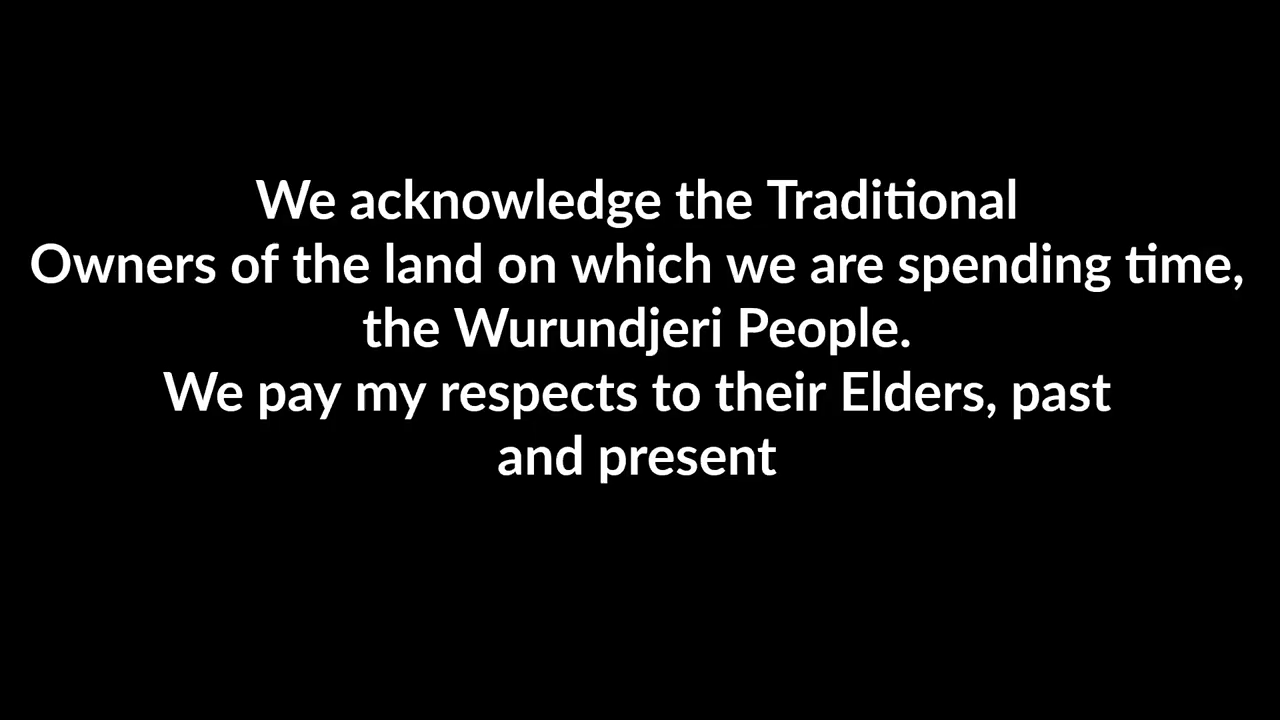 We acknowledge the Traditional
Owners of the land on which we are spending time,
the Wurundjeri People.
We pay my respects to their Elders, past
and present